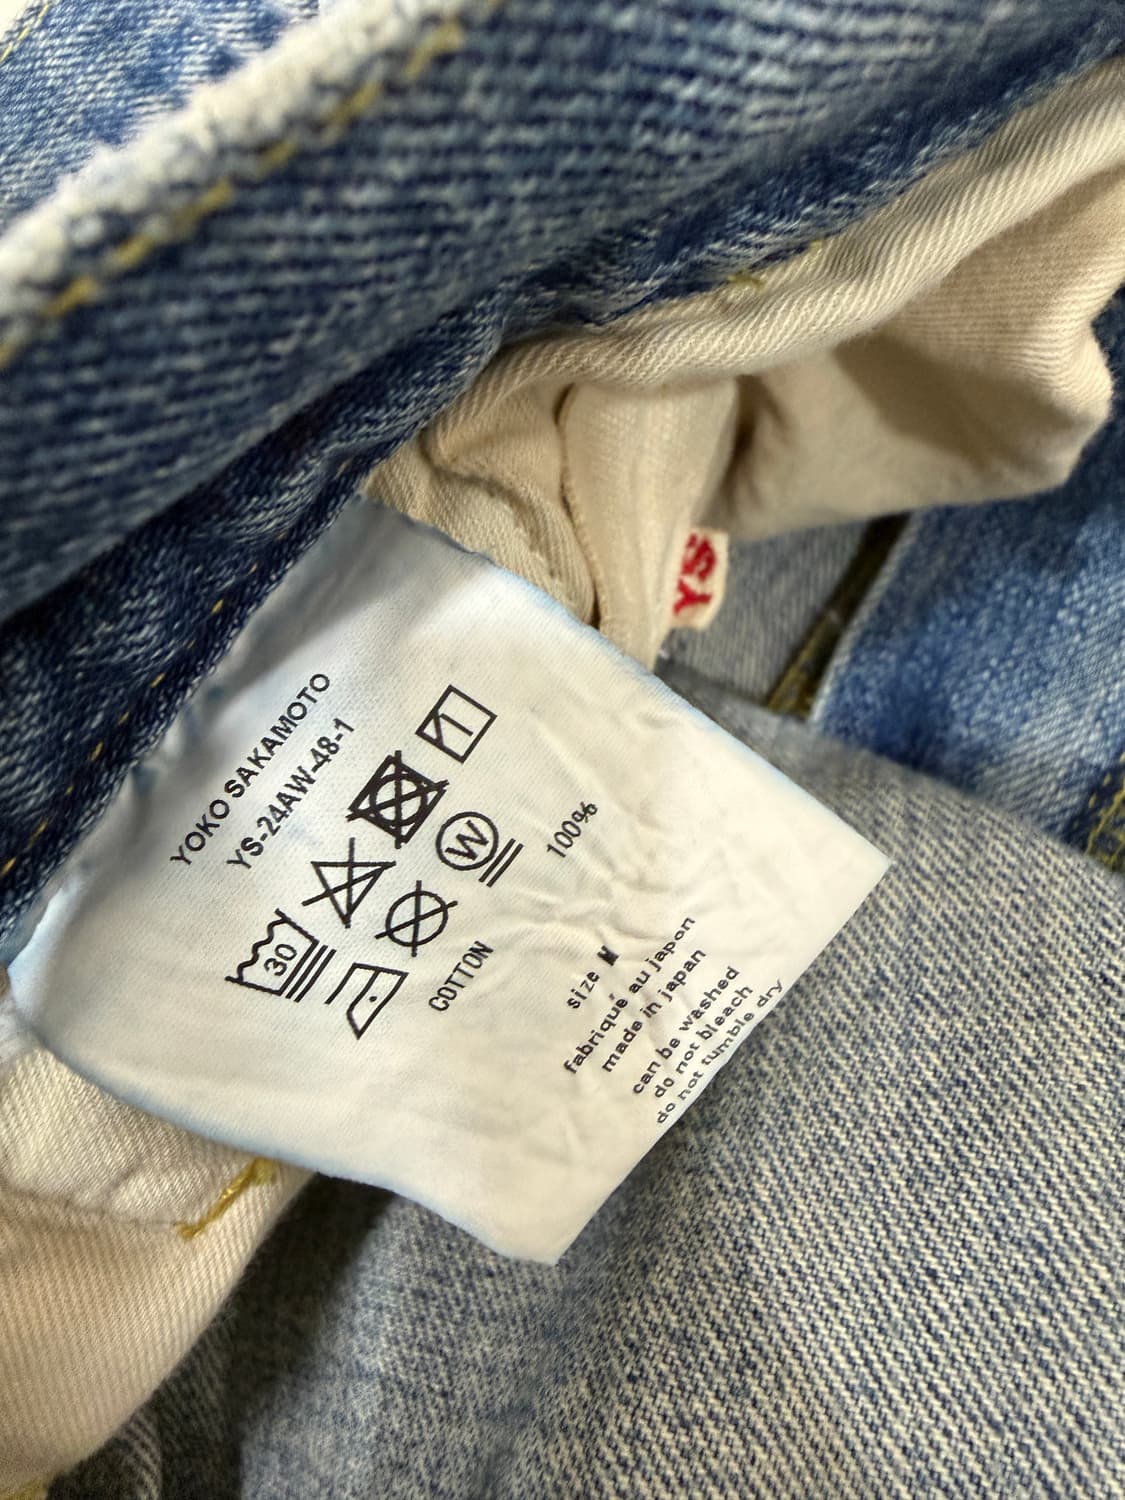 YOKO SAKAMOTO
YS-24AW-48-1
30
W
COTTON 100%
size M
fabriqué au japon
made in japan
can be washed
do not bleach
do not tumble dry
YS